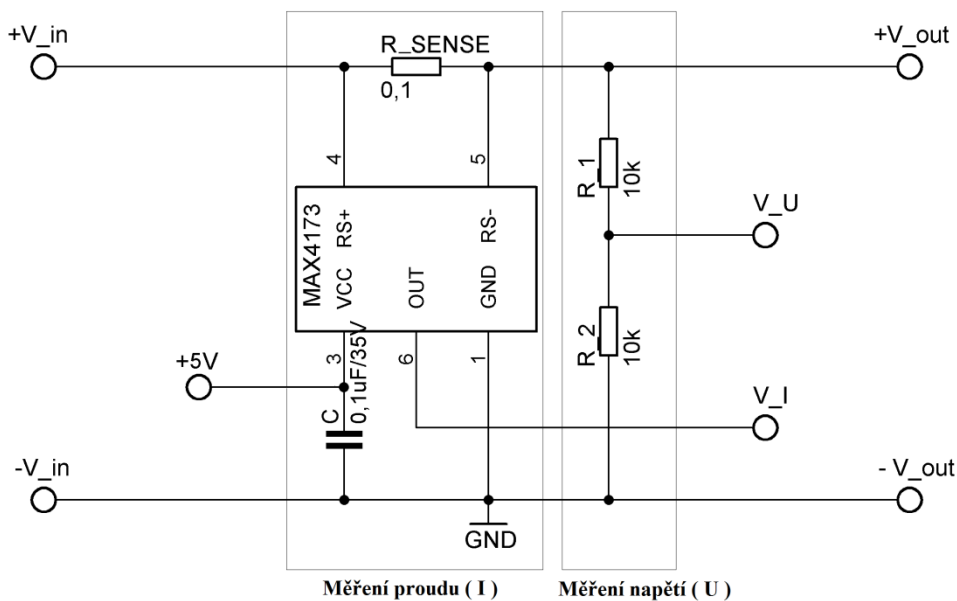 +V_in
R_SENSE
+V_out
0,1
4
5
R_1
10k
MAX4173
RS+
RS-
V_U
VCC
OUT
GND
R_2
10k
3
6
1
+5V
C
0,1uF/35V
V_I
-V_in
- V_out
GND
Měření proudu ( I )
Měření napětí ( U )